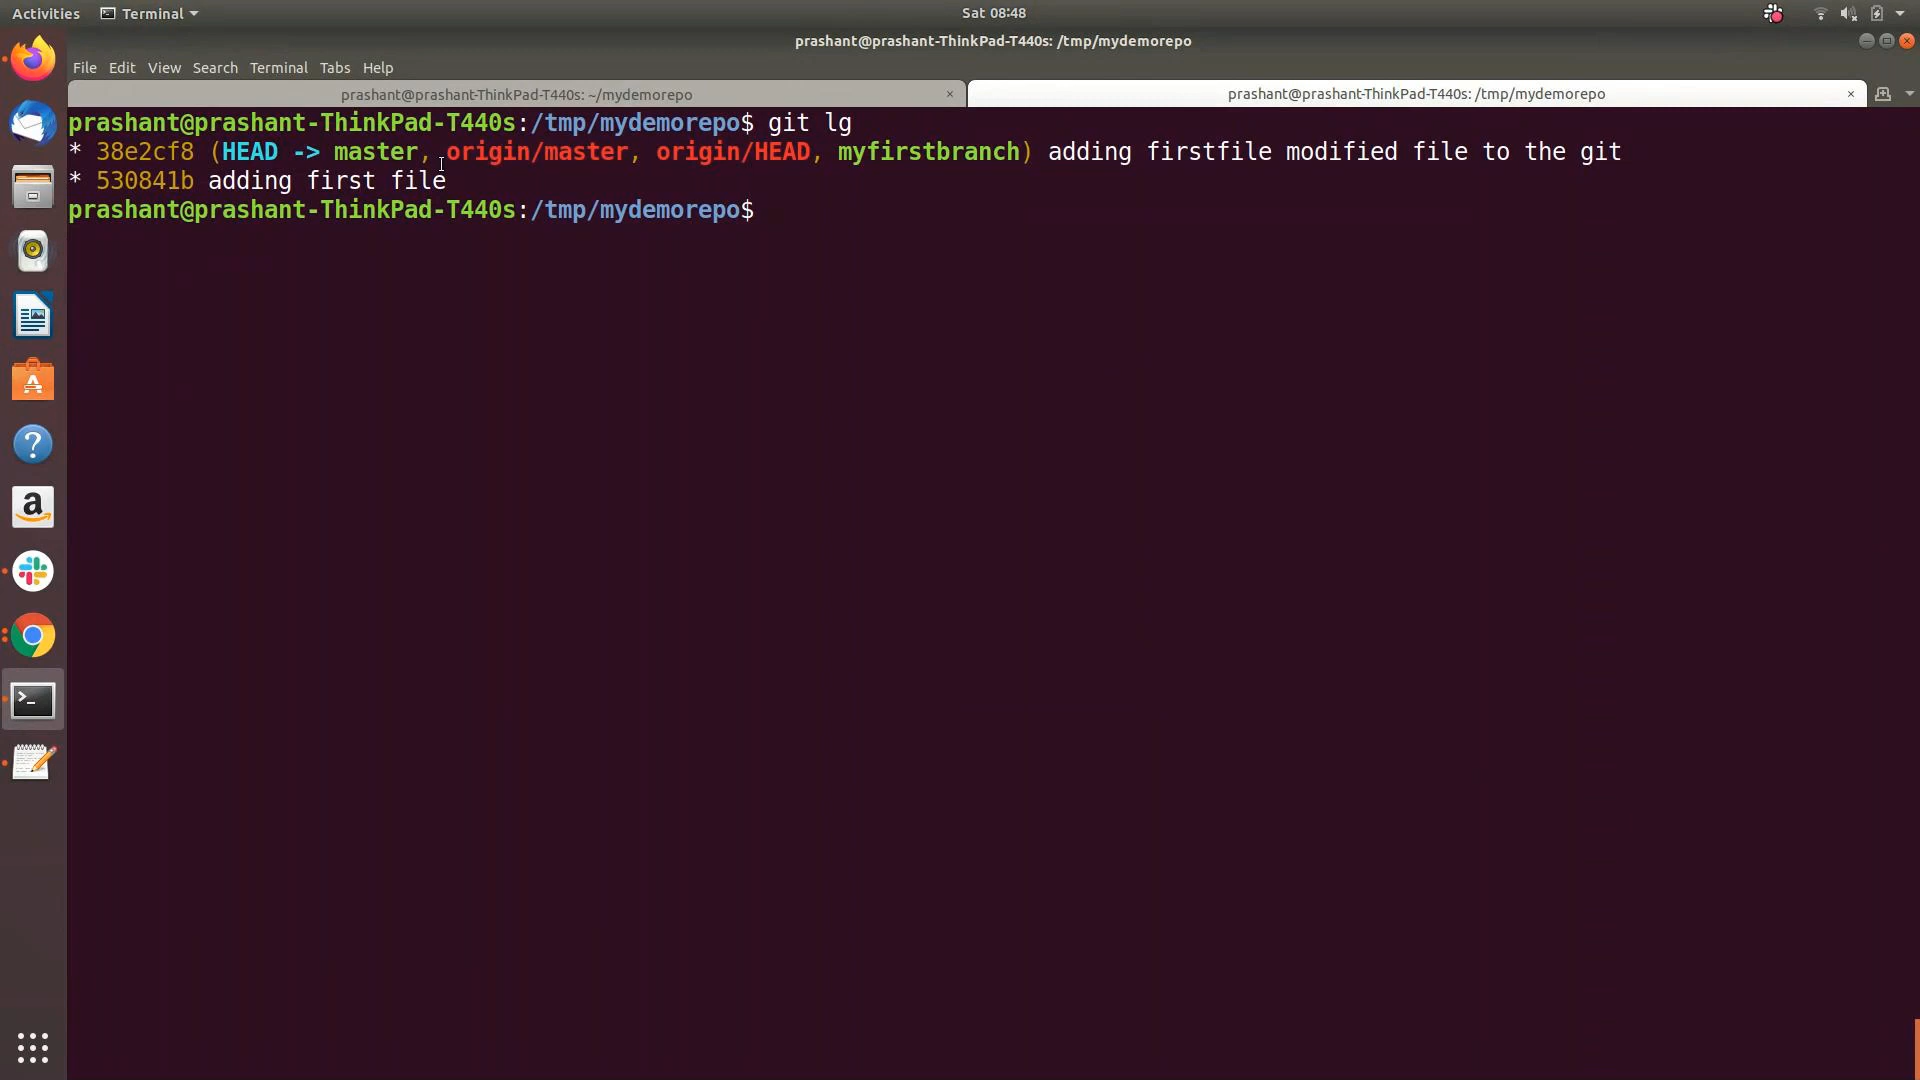 Activities Terminal Sat 08:48
prashant@prashant-ThinkPad-T440s: /tmp/mydemorepo
File Edit View Search Terminal Tabs Help
prashant@prashant-ThinkPad-T440s: ~/mydemorepo × prashant@prashant-ThinkPad-T440s: /tmp/mydemorepo ×
prashant@prashant-ThinkPad-T440s:/tmp/mydemorepo$ git lg
* 38e2cf8 (HEAD -> master, origin/master, origin/HEAD, myfirstbranch) adding firstfile modified file to the git
* 530841b adding first file
prashant@prashant-ThinkPad-T440s:/tmp/mydemorepo$